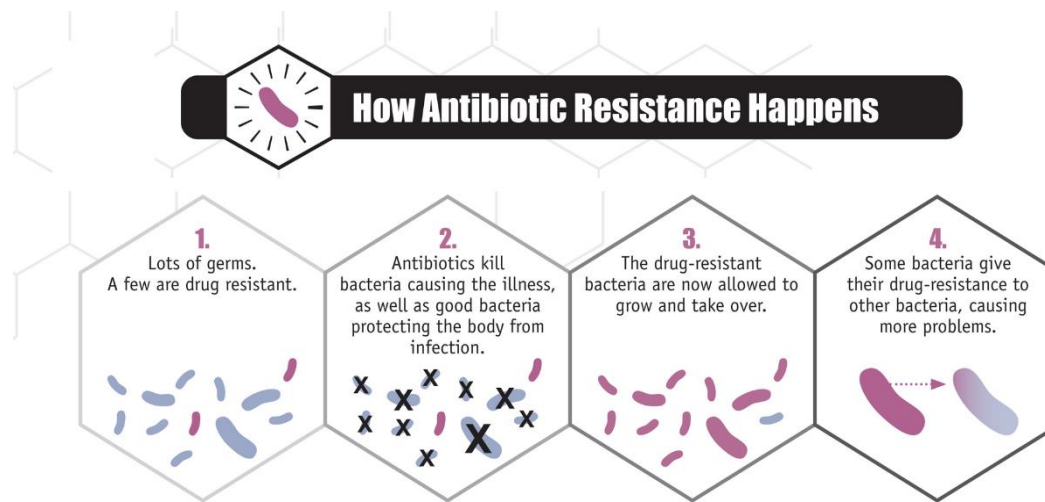 How Antibiotic Resistance Happens
1.
Lots of germs.
A few are drug resistant.
2.
Antibiotics kill
bacteria causing the illness,
as well as good bacteria
protecting the body from
infection.
X X X X X X X X X X
3.
The drug-resistant
bacteria are now allowed to
grow and take over.
4.
Some bacteria give
their drug-resistance to
other bacteria, causing
more problems.